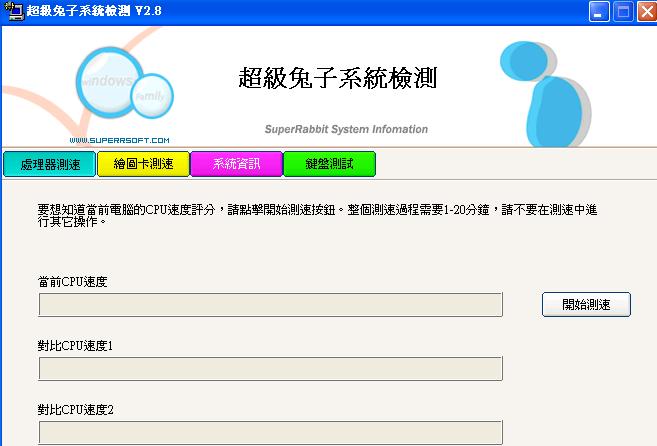 超級兔子系統檢測 V2.8
windows
Family
超級兔子系統檢測
www.SUPERRSOFT.COM
SuperRabbit System Infomation
處理器測速
繪圖卡測速
系統資訊
鍵盤測試
要想知道當前電腦的CPU速度評分，請點擊開始測速按鈕。整個測速過程需要1-20分鐘，請不要在測速中進
行其它操作。
當前CPU速度
開始測速
對比CPU速度1
對比CPU速度2